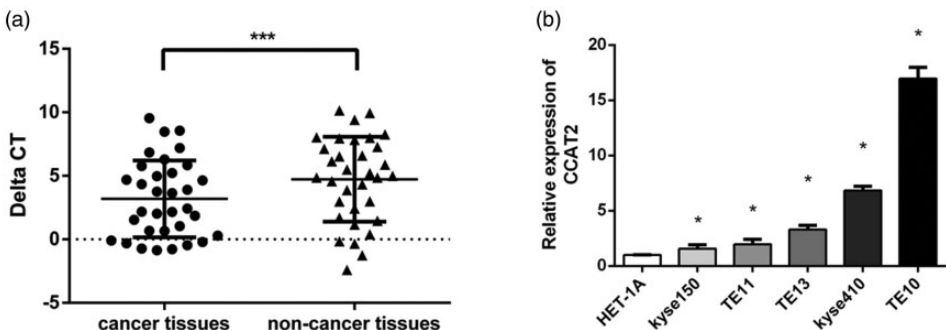 (a)
***
15
10
5
0
-5
Delta CT
cancer tissues
non-cancer tissues
(b)
Relative expression of
CCAT2
20
15
10
5
0
*
*
*
*
*
HET-1A
kyse150
TE11
TE13
kyse410
TE10